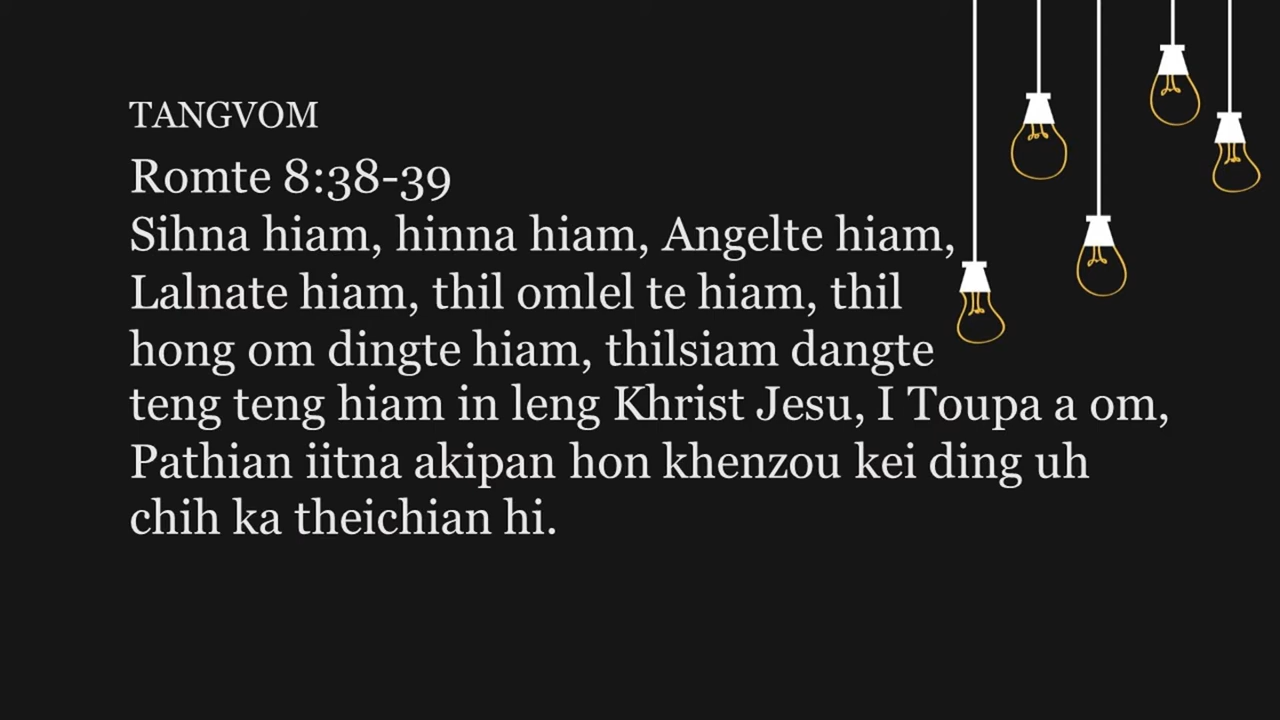 TANGVOM
Romte 8:38-39
Sihna hiam, hinna hiam, Angelte hiam,
Lalnate hiam, thil omlel te hiam, thil
hong om dingte hiam, thilsiam dangte
teng teng hiam in leng Khrist Jesu, I Toupa a om,
Pathian iitna akipan hon khenzou kei ding uh
chih ka theichian hi.